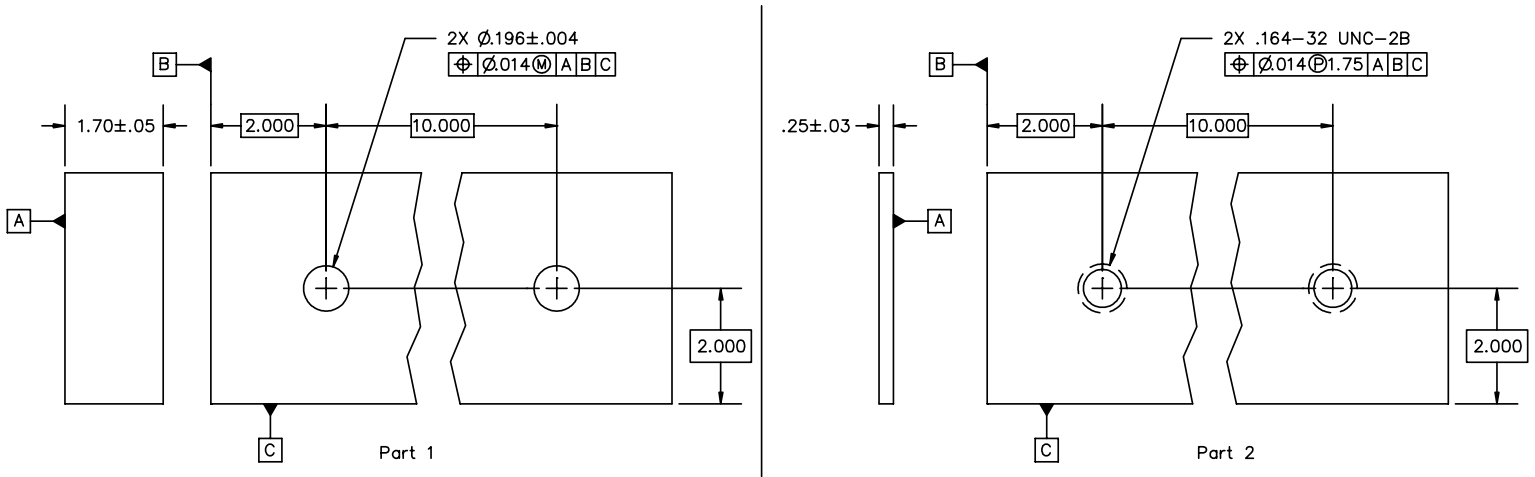 2X Ø.196±.004
⌖ Ø.014Ⓜ A B C
B
1.70±.05
2.000
10.000
A
2.000
C
Part 1
2X .164-32 UNC-2B
⌖ Ø.014Ⓟ1.75 A B C
B
.25±.03
2.000
10.000
A
2.000
C
Part 2